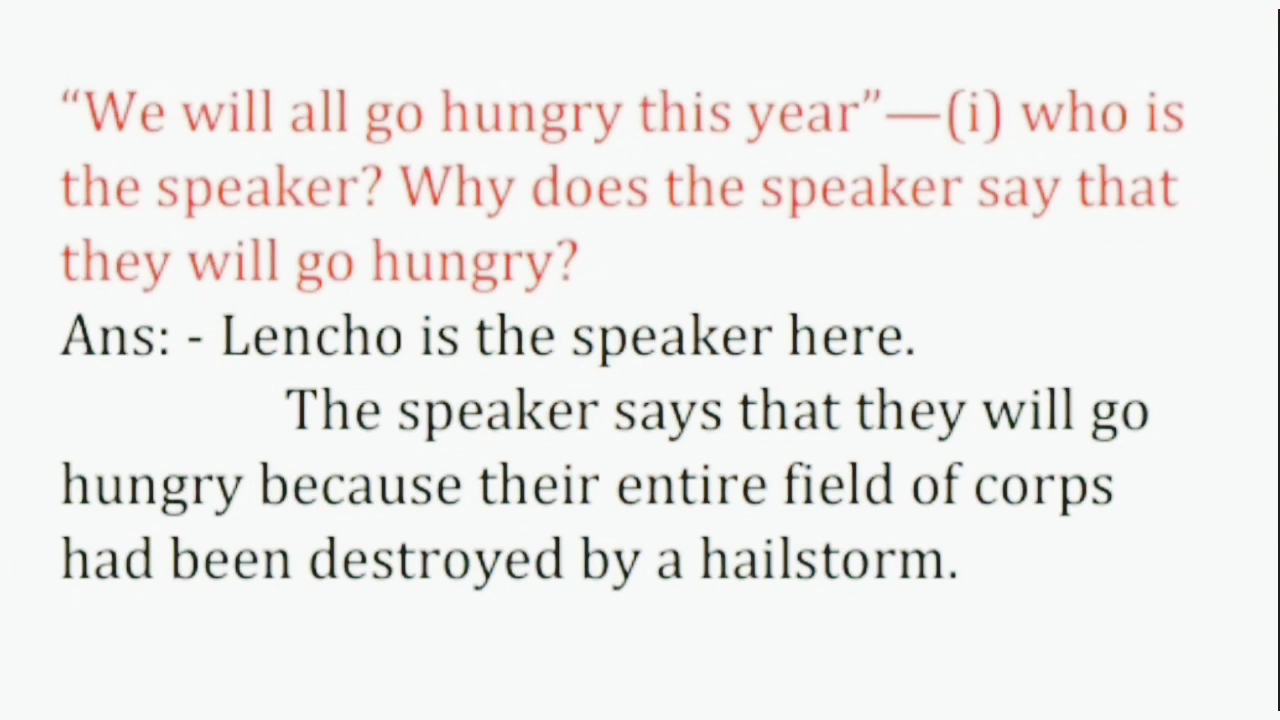 “We will all go hungry this year”—(i) who is
the speaker? Why does the speaker say that
they will go hungry?
Ans: - Lencho is the speaker here.
The speaker says that they will go
hungry because their entire field of corps
had been destroyed by a hailstorm.